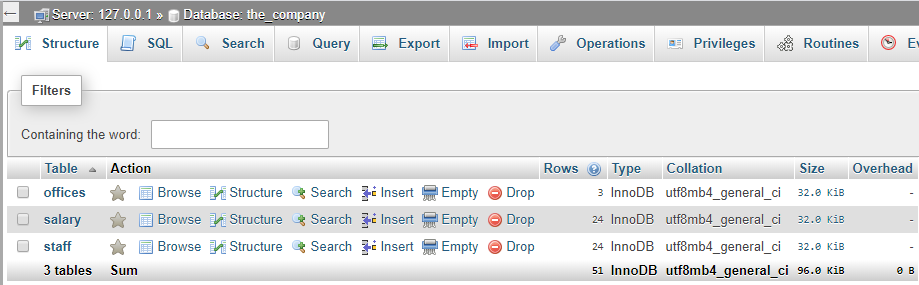 ← Server: 127.0.0.1 » Database: the_company
Structure SQL Search Query Export Import Operations Privileges Routines
Filters
Containing the word:
Table Action Rows Type Collation Size Overhead
offices Browse Structure Search Insert Empty Drop 3 InnoDB utf8mb4_general_ci 32.0 KiB -
salary Browse Structure Search Insert Empty Drop 24 InnoDB utf8mb4_general_ci 32.0 KiB -
staff Browse Structure Search Insert Empty Drop 24 InnoDB utf8mb4_general_ci 32.0 KiB -
3 tables Sum 51 InnoDB utf8mb4_general_ci 96.0 KiB 0 B